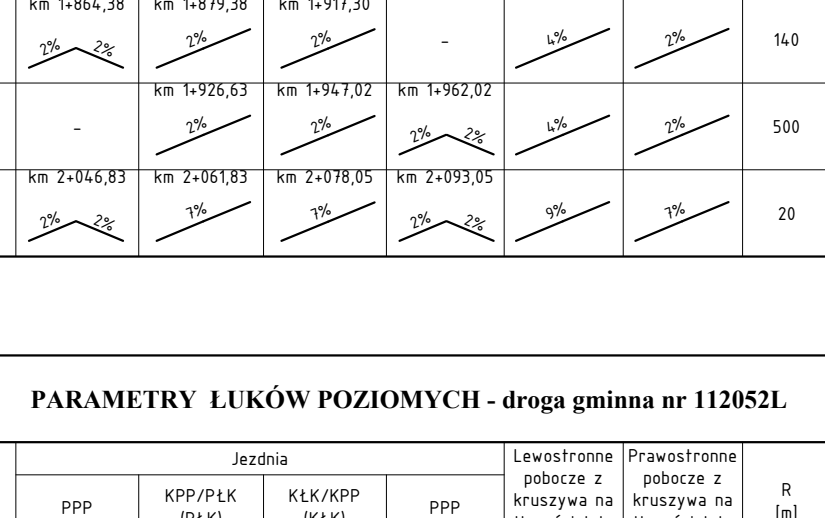 km 1+864,38 km 1+879,38 km 1+917,30
2% 2% 2% 2% - 4% 2% 140
km 1+926,63 km 1+947,02 km 1+962,02
- 2% 2% 2% 2% 4% 2% 500
km 2+046,83 km 2+061,83 km 2+078,05 km 2+093,05
2% 2% 7% 7% 2% 2% 9% 7% 20
PARAMETRY ŁUKÓW POZIOMYCH - droga gminna nr 112052L
Jezdnia
PPP
KPP/PŁK
(PŁK)
KŁK/KPP
(KŁK)
PPP
Lewostronne
pobocze z
kruszywa na
Prawostronne
pobocze z
kruszywa na
R
[m]